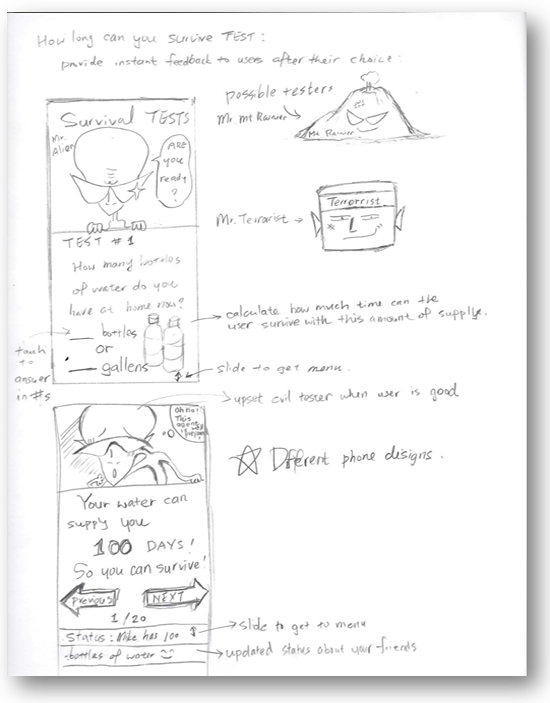 How long can you survive TEST :
provide instant feedback to users after their choice :
possible testers
Mr. Mt Rainier
Mt Rainier
Survival TESTS
Mr.
Alien
ARE
you
ready
?
Mr. Terrorist →
Terrorrist
TEST # 1
How many bottles
of water do you
have at home now?
___ bottles
or
___ gallens
touch
to
answer
in #s
calculate how much time can the
user survive with this amount of supply.
slide to get menu.
upset evil tester when user is good
Oh no!
This
is
☆ Dfferent phone designs.
Your water can
supply you
100 DAYS!
So you can survive!
previous
NEXT
1/20
Status : Mike has 100
bottles of water
slide to get to menu
updated status about your friends